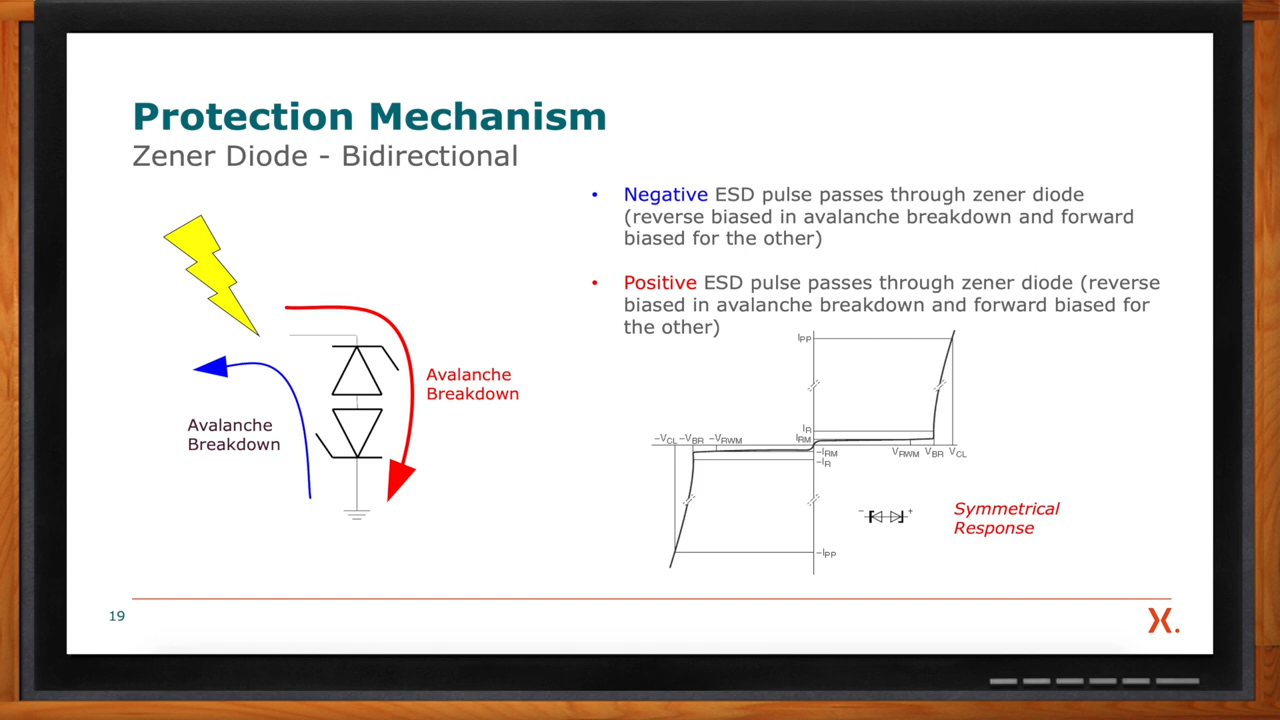 Protection Mechanism
Zener Diode - Bidirectional
• Negative ESD pulse passes through zener diode
(reverse biased in avalanche breakdown and forward
biased for the other)
• Positive ESD pulse passes through zener diode (reverse
biased in avalanche breakdown and forward biased for
the other)
Avalanche
Breakdown
Avalanche
Breakdown
IPP
IR
IRM
−VCL −VBR −VRWM
−IRM
−IR
VRWM VBR VCL
−IPP
− +
Symmetrical
Response
19